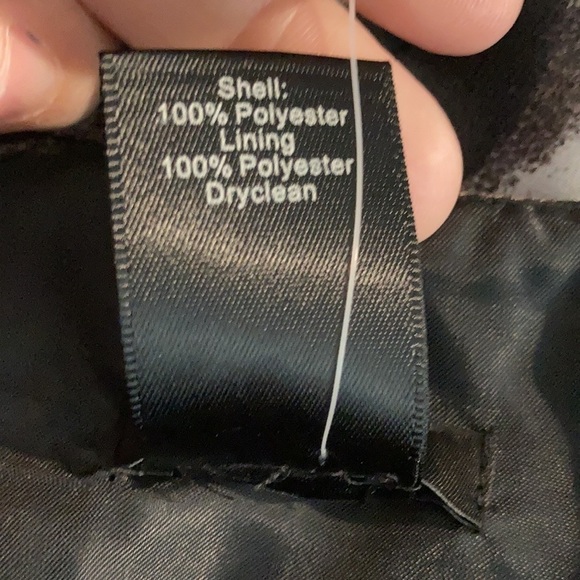 Shell:
100% Polyester
Lining
100% Polyester
Dryclean